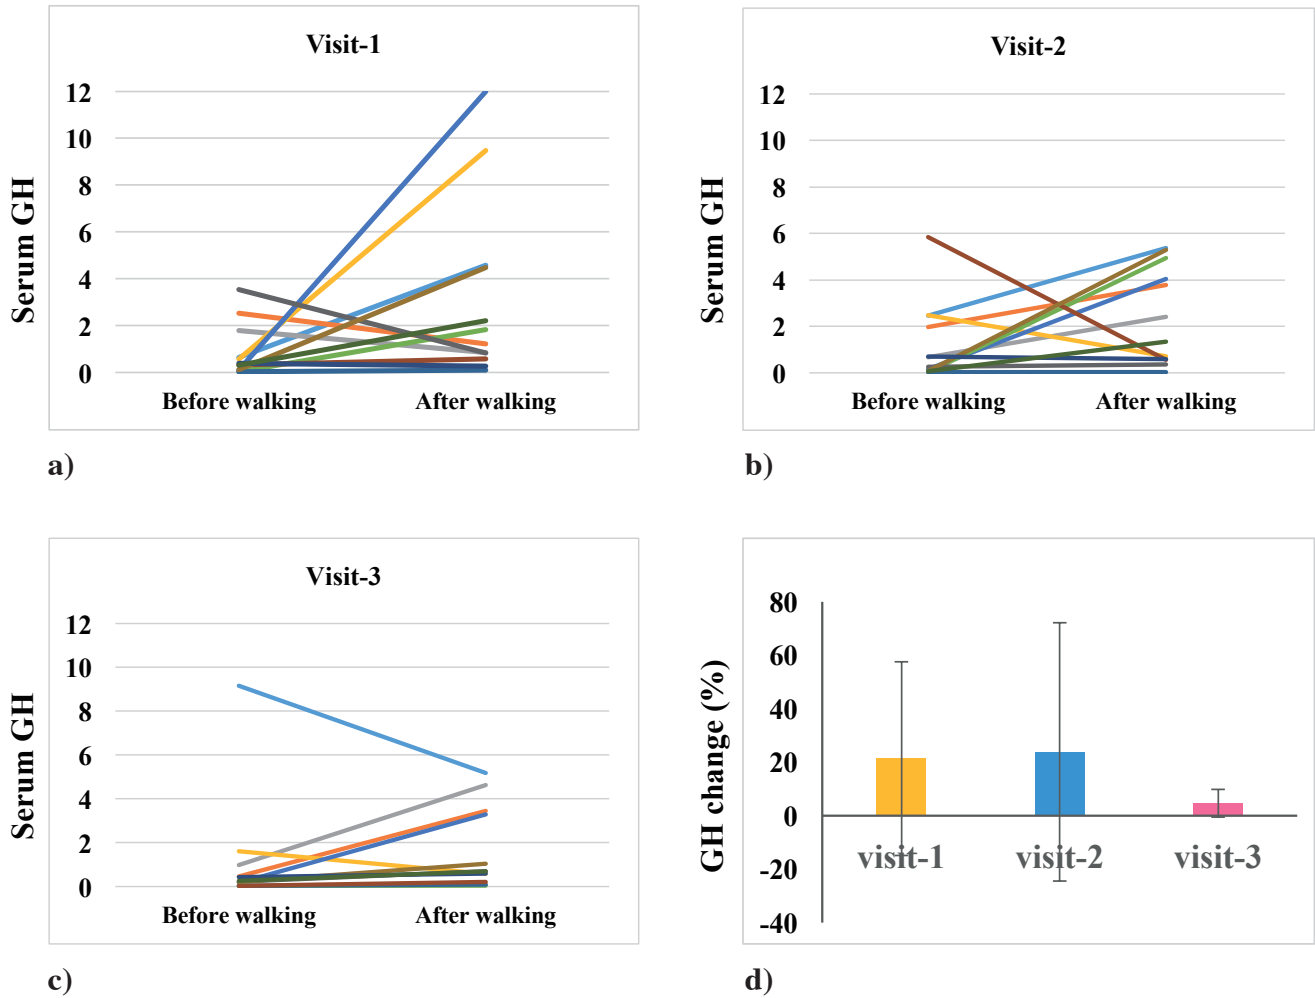 Visit-1
Serum GH
12
10
8
6
4
2
0
Before walking
After walking
a)
Visit-2
Serum GH
12
10
8
6
4
2
0
Before walking
After walking
b)
Visit-3
Serum GH
12
10
8
6
4
2
0
Before walking
After walking
c)
GH change (%)
80
60
40
20
0
-20
-40
visit-1
visit-2
visit-3
d)